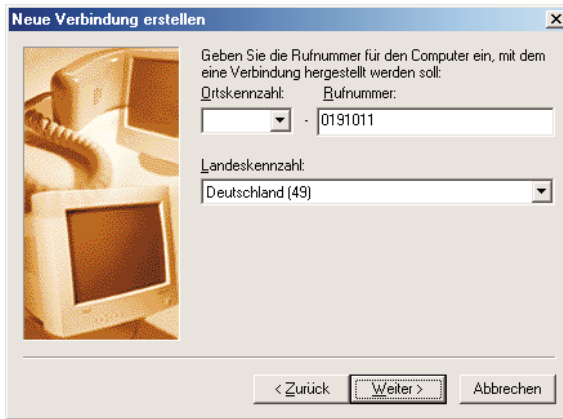 Neue Verbindung erstellen
Geben Sie die Rufnummer für den Computer ein, mit dem
eine Verbindung hergestellt werden soll:
Ortskennzahl: Rufnummer:
- 0191011
Landeskennzahl:
Deutschland (49)
< Zurück Weiter > Abbrechen